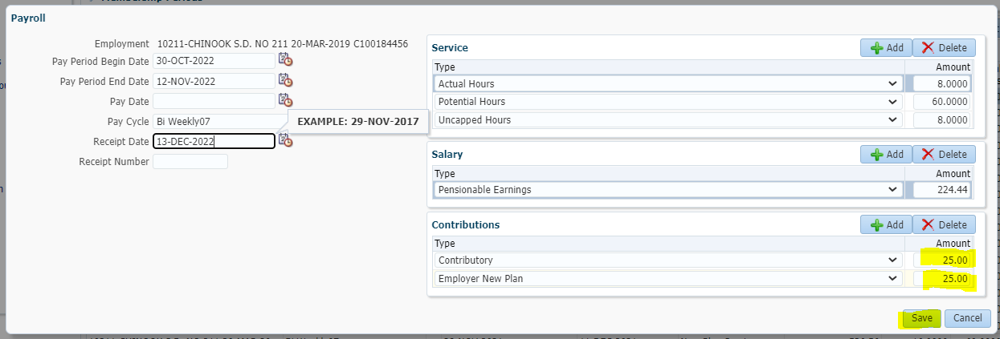 Payroll
Employment 10211-CHINOOK S.D. NO 211 20-MAR-2019 C100184456
Pay Period Begin Date 30-OCT-2022
Pay Period End Date 12-NOV-2022
Pay Date
Pay Cycle Bi Weekly07
EXAMPLE: 29-NOV-2017
Receipt Date 13-DEC-2022
Receipt Number
Service Add Delete
Type Amount
Actual Hours 8.0000
Potential Hours 60.0000
Uncapped Hours 8.0000
Salary Add Delete
Type Amount
Pensionable Earnings 224.44
Contributions Add Delete
Type Amount
Contributory 25.00
Employer New Plan 25.00
Save Cancel